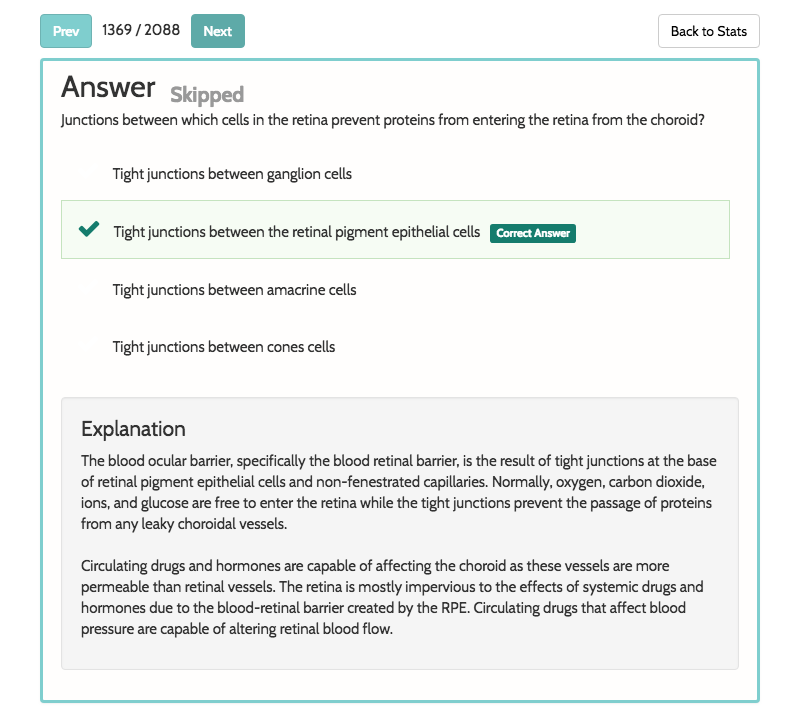 Prev 1369 / 2088 Next Back to Stats
Answer Skipped
Junctions between which cells in the retina prevent proteins from entering the retina from the choroid?
Tight junctions between ganglion cells
Tight junctions between the retinal pigment epithelial cells Correct Answer
Tight junctions between amacrine cells
Tight junctions between cones cells
Explanation
The blood ocular barrier, specifically the blood retinal barrier, is the result of tight junctions at the base
of retinal pigment epithelial cells and non-fenestrated capillaries. Normally, oxygen, carbon dioxide,
ions, and glucose are free to enter the retina while the tight junctions prevent the passage of proteins
from any leaky choroidal vessels.
Circulating drugs and hormones are capable of affecting the choroid as these vessels are more
permeable than retinal vessels. The retina is mostly impervious to the effects of systemic drugs and
hormones due to the blood-retinal barrier created by the RPE. Circulating drugs that affect blood
pressure are capable of altering retinal blood flow.